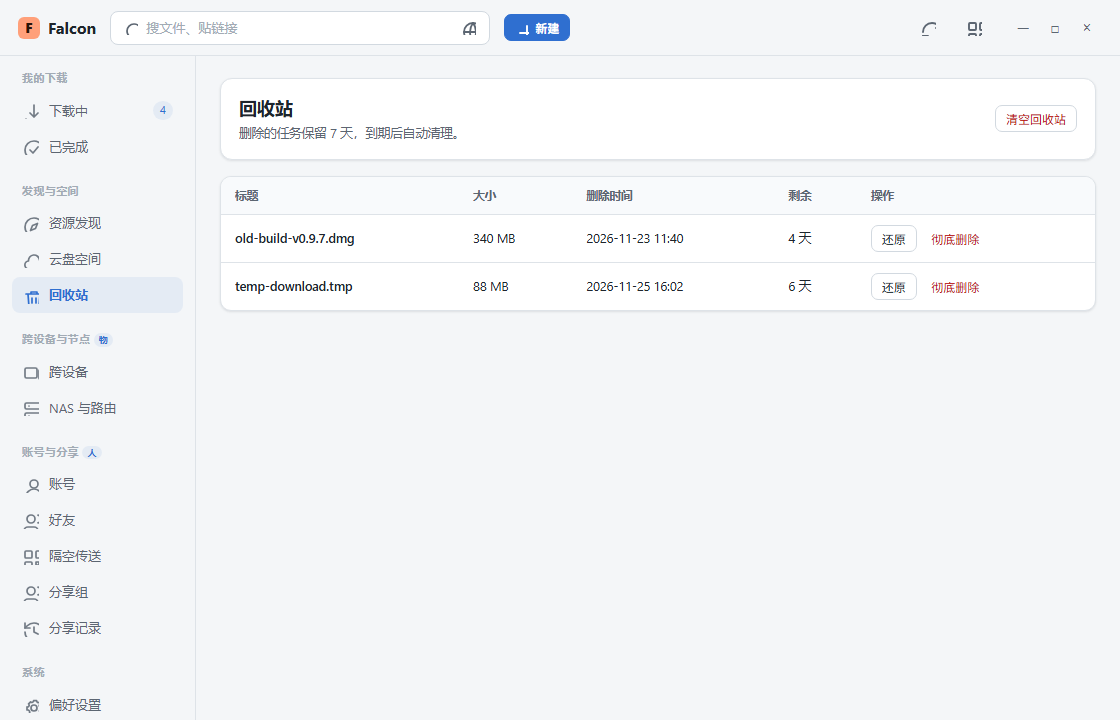 F Falcon 搜文件、贴链接 新建
我的下载
下载中 4
已完成
发现与空间
资源发现
云盘空间
回收站
跨设备与节点 物
跨设备
NAS 与路由
账号与分享 人
账号
好友
隔空传送
分享组
分享记录
系统
偏好设置
回收站
删除的任务保留 7 天，到期后自动清理。
清空回收站
标题 大小 删除时间 剩余 操作
old-build-v0.9.7.dmg 340 MB 2026-11-23 11:40 4 天 还原 彻底删除
temp-download.tmp 88 MB 2026-11-25 16:02 6 天 还原 彻底删除